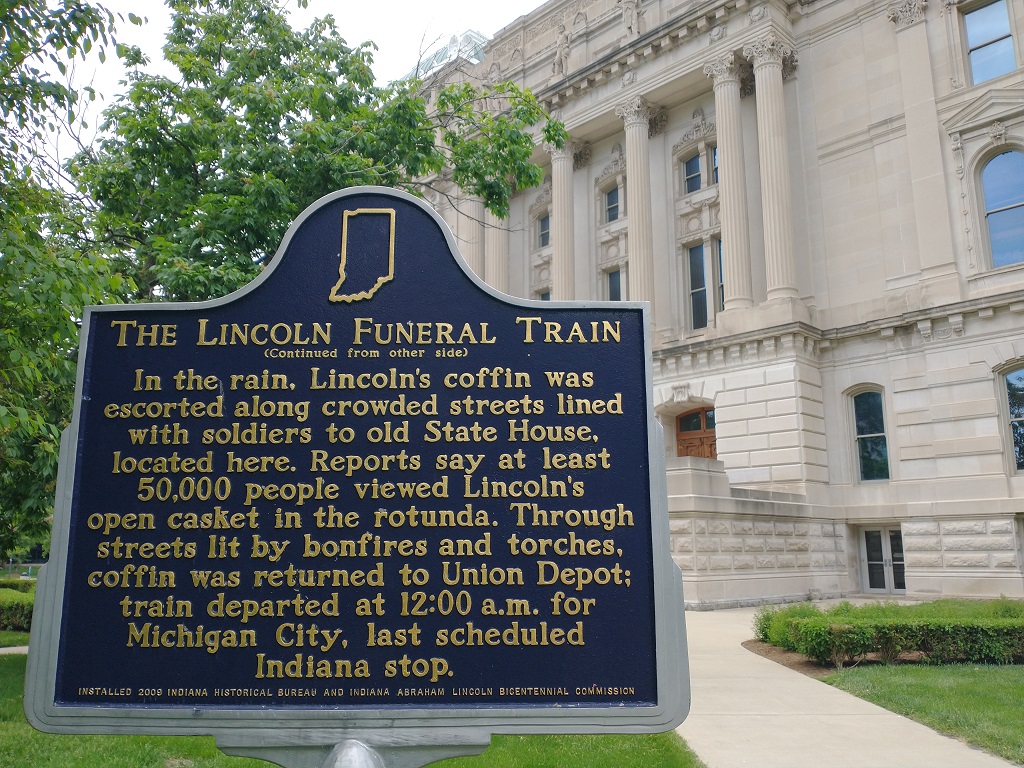 The Lincoln Funeral Train
(Continued from other side)
In the rain, Lincoln's coffin was
escorted along crowded streets lined
with soldiers to old State House,
located here. Reports say at least
50,000 people viewed Lincoln's
open casket in the rotunda. Through
streets lit by bonfires and torches,
coffin was returned to Union Depot;
train departed at 12:00 a.m. for
Michigan City, last scheduled
Indiana stop.
INSTALLED 2009 INDIANA HISTORICAL BUREAU AND INDIANA ABRAHAM LINCOLN BICENTENNIAL COMMISSION